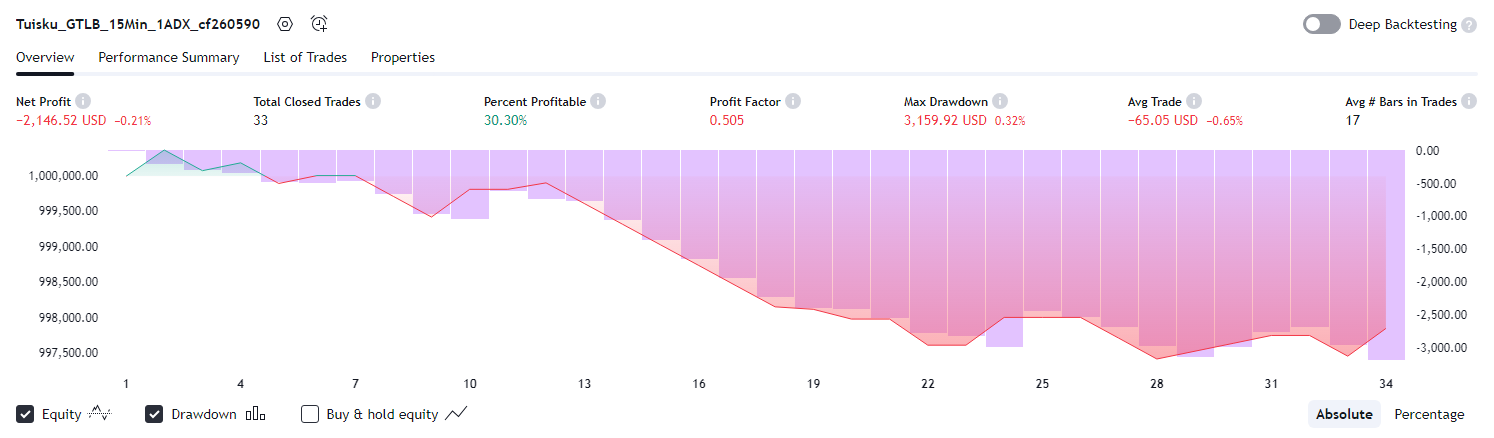 Tuisku_GTLB_15Min_1ADX_cf260590
Deep Backtesting ?
Overview Performance Summary List of Trades Properties
Net Profit i Total Closed Trades i Percent Profitable i Profit Factor i Max Drawdown i Avg Trade i Avg # Bars in Trades i
−2,146.52 USD −0.21% 33 30.30% 0.505 3,159.92 USD 0.32% −65.05 USD −0.65% 17
0.00
1,000,000.00 -500.00
999,500.00 -1,000.00
999,000.00 -1,500.00
998,500.00 -2,000.00
998,000.00 -2,500.00
997,500.00 -3,000.00
1 4 7 10 13 16 19 22 25 28 31 34
Equity Drawdown Buy & hold equity Absolute Percentage